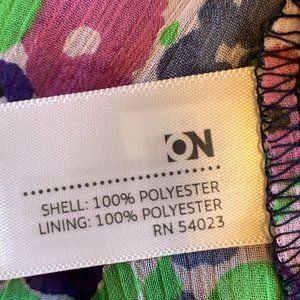 ON
SHELL: 100% POLYESTER
LINING: 100% POLYESTER
RN 54023